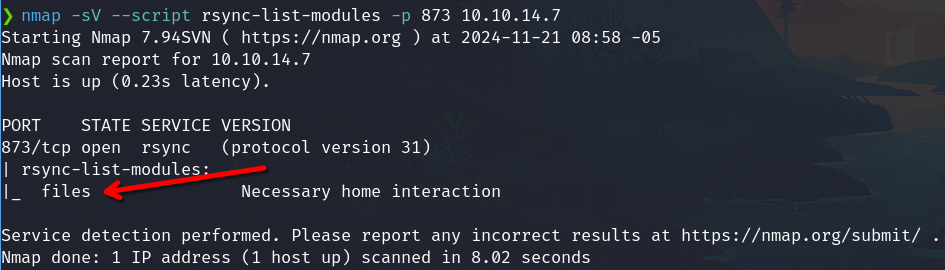 ❯ nmap -sV --script rsync-list-modules -p 873 10.10.14.7
Starting Nmap 7.94SVN ( https://nmap.org ) at 2024-11-21 08:58 -05
Nmap scan report for 10.10.14.7
Host is up (0.23s latency).
PORT    STATE SERVICE VERSION
873/tcp open  rsync   (protocol version 31)
| rsync-list-modules:
|_  files          	Necessary home interaction
Service detection performed. Please report any incorrect results at https://nmap.org/submit/ .
Nmap done: 1 IP address (1 host up) scanned in 8.02 seconds